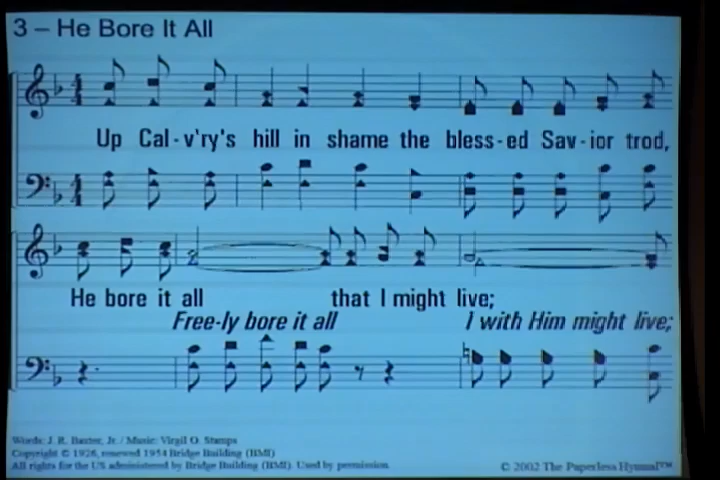 3 – He Bore It All
Up Cal-v'ry's hill in shame the bless-ed Sav-ior trod,
He bore it all that I might live;
Free-ly bore it all I with Him might live;
Words: J. R. Baxter, Jr. / Music: Virgil O. Stamps
Copyright © 1926, renewed 1954 Bridge Building (BMI)
All rights for the US administered by Bridge Building (BMI). Used by permission.
© 2002 The Paperless Hymnal™